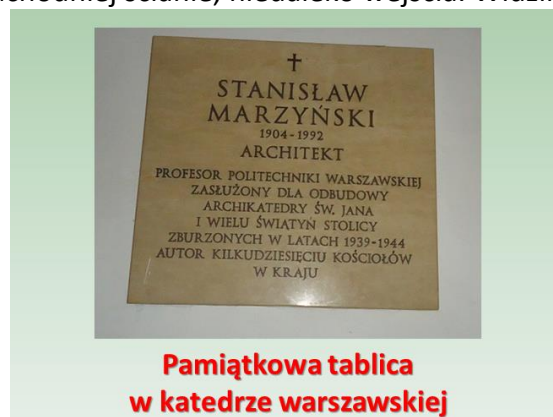 STANISŁAW
MARZYŃSKI
1904-1992
ARCHITEKT
PROFESOR POLITECHNIKI WARSZAWSKIEJ
ZASŁUŻONY DLA ODBUDOWY
ARCHIKATEDRY ŚW. JANA
I WIELU ŚWIĄTYŃ STOLICY
ZBURZONYCH W LATACH 1939-1944
AUTOR KILKUDZIESIĘCIU KOŚCIOŁÓW
W KRAJU
Pamiątkowa tablica
w katedrze warszawskiej